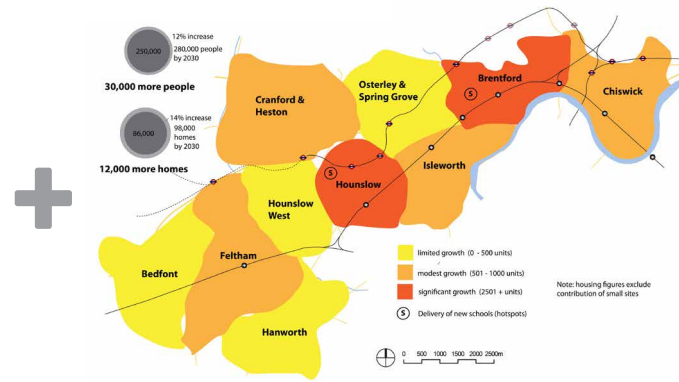 250,000
12% increase
280,000 people
by 2030
30,000 more people
86,000
14% increase
98,000
homes
by 2030
12,000 more homes
Cranford &
Heston
Osterley &
Spring Grove
Brentford
S
Chiswick
Isleworth
S
Hounslow
Hounslow
West
Feltham
Bedfont
Hanworth
limited growth (0 - 500 units)
modest growth (501 - 1000 units)
significant growth (2501 + units)
S Delivery of new schools (hotspots)
Note: housing figures exclude
contribution of small sites
0 500 1000 1500 2000 2500m